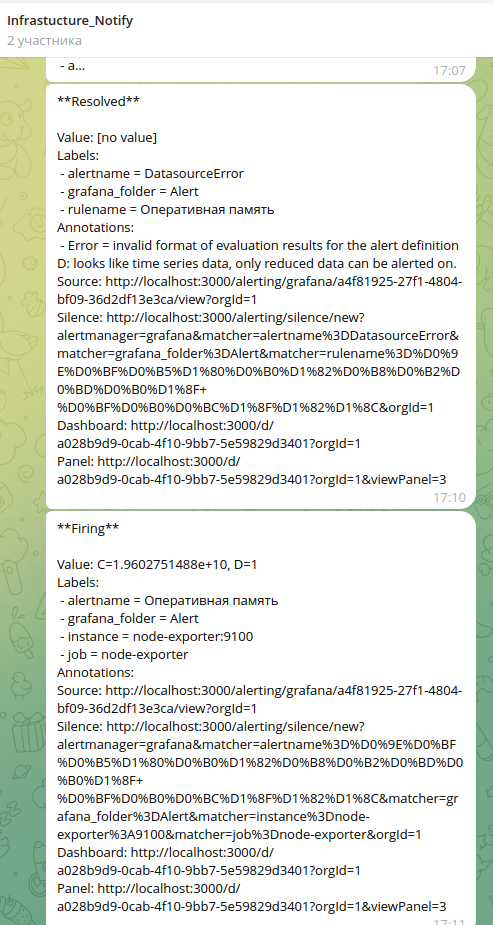 Infrastucture_Notify
2 участника
- a...
17:07
**Resolved**
Value: [no value]
Labels:
- alertname = DatasourceError
- grafana_folder = Alert
- rulename = Оперативная память
Annotations:
- Error = invalid format of evaluation results for the alert definition
D: looks like time series data, only reduced data can be alerted on.
Source: http://localhost:3000/alerting/grafana/a4f81925-27f1-4804-
bf09-36d2df13e3ca/view?orgId=1
Silence: http://localhost:3000/alerting/silence/new?
alertmanager=grafana&matcher=alertname%3DDatasourceError&
matcher=grafana_folder%3DAlert&matcher=rulename%3D%D0%9
E%D0%BF%D0%B5%D1%80%D0%B0%D1%82%D0%B8%D0%B2%D
0%BD%D0%B0%D1%8F+
%D0%BF%D0%B0%D0%BC%D1%8F%D1%82%D1%8C&orgId=1
Dashboard: http://localhost:3000/d/
a028b9d9-0cab-4f10-9bb7-5e59829d3401?orgId=1
Panel: http://localhost:3000/d/
a028b9d9-0cab-4f10-9bb7-5e59829d3401?orgId=1&viewPanel=3
17:10
**Firing**
Value: C=1.9602751488e+10, D=1
Labels:
- alertname = Оперативная память
- grafana_folder = Alert
- instance = node-exporter:9100
- job = node-exporter
Annotations:
Source: http://localhost:3000/alerting/grafana/a4f81925-27f1-4804-
bf09-36d2df13e3ca/view?orgId=1
Silence: http://localhost:3000/alerting/silence/new?
alertmanager=grafana&matcher=alertname%3D%D0%9E%D0%BF
%D0%B5%D1%80%D0%B0%D1%82%D0%B8%D0%B2%D0%BD%D0
%B0%D1%8F+
%D0%BF%D0%B0%D0%BC%D1%8F%D1%82%D1%8C&matcher=gr
afana_folder%3DAlert&matcher=instance%3Dnode-
exporter%3A9100&matcher=job%3Dnode-exporter&orgId=1
Dashboard: http://localhost:3000/d/
a028b9d9-0cab-4f10-9bb7-5e59829d3401?orgId=1
Panel: http://localhost:3000/d/
a028b9d9-0cab-4f10-9bb7-5e59829d3401?orgId=1&viewPanel=3
17:11